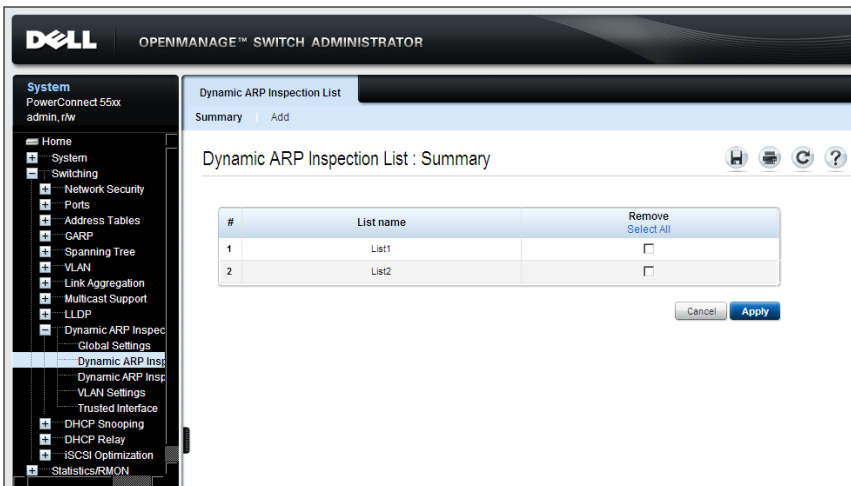 DELL
OPENMANAGE™ SWITCH ADMINISTRATOR
System
PowerConnect 55xx
admin, r/w
Home
System
Switching
Network Security
Ports
Address Tables
GARP
Spanning Tree
VLAN
Link Aggregation
Multicast Support
LLDP
Dynamic ARP Inspec
Global Settings
Dynamic ARP Insp
Dynamic ARP Insp
VLAN Settings
Trusted Interface
DHCP Snooping
DHCP Relay
iSCSI Optimization
Statistics/RMON
Dynamic ARP Inspection List
Summary Add
Dynamic ARP Inspection List : Summary
?
# List name Remove
Select All
1 List1
2 List2
Cancel Apply